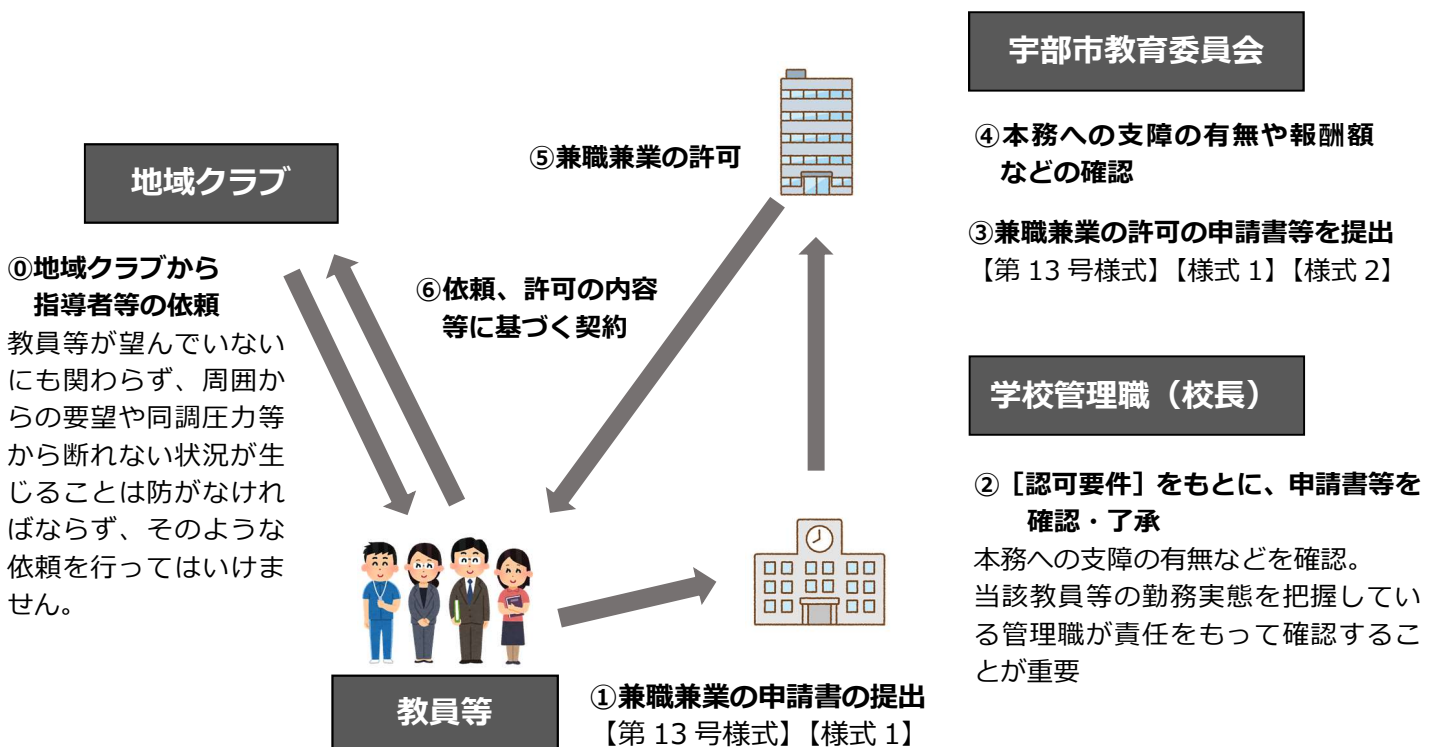 地域クラブ
⓪地域クラブから
指導者等の依頼
教員等が望んでいない
にも関わらず、周囲か
らの要望や同調圧力等
から断れない状況が生
じることは防がなけれ
ばならず、そのような
依頼を行ってはいけま
せん。
教員等
①兼職兼業の申請書の提出
【第 13 号様式】【様式 1】
学校管理職（校長）
②［認可要件］をもとに、申請書等を
確認・了承
本務への支障の有無などを確認。
当該教員等の勤務実態を把握してい
る管理職が責任をもって確認するこ
とが重要
宇部市教育委員会
④本務への支障の有無や報酬額
などの確認
③兼職兼業の許可の申請書等を提出
【第 13 号様式】【様式 1】【様式 2】
⑤兼職兼業の許可
⑥依頼、許可の内容
等に基づく契約